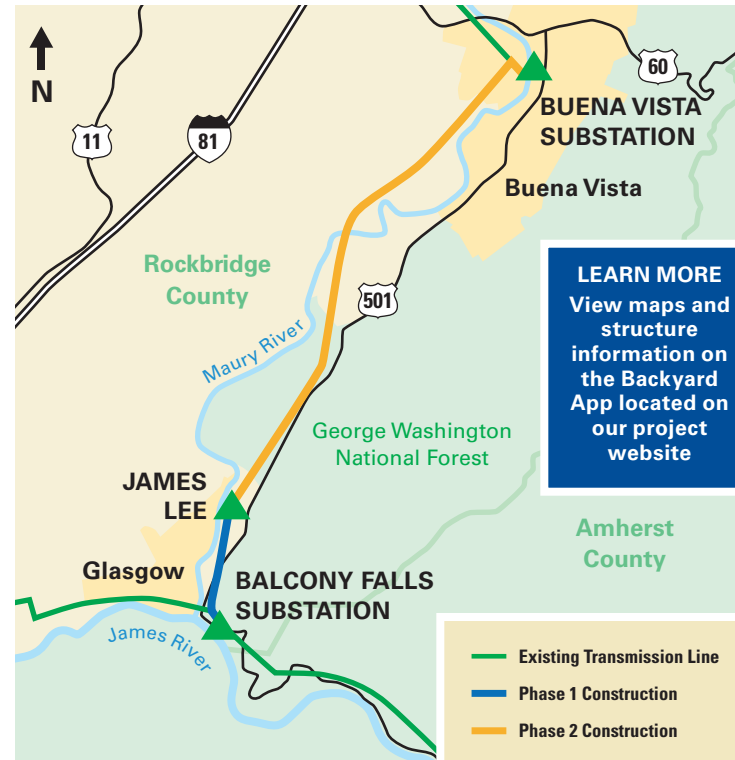 N
11
81
60
BUENA VISTA
SUBSTATION
Buena Vista
Rockbridge
County
501
LEARN MORE
View maps and
structure
information on
the Backyard
App located on
our project
website
Maury River
George Washington
National Forest
JAMES
LEE
Amherst
County
Glasgow
BALCONY FALLS
SUBSTATION
James River
Existing Transmission Line
Phase 1 Construction
Phase 2 Construction